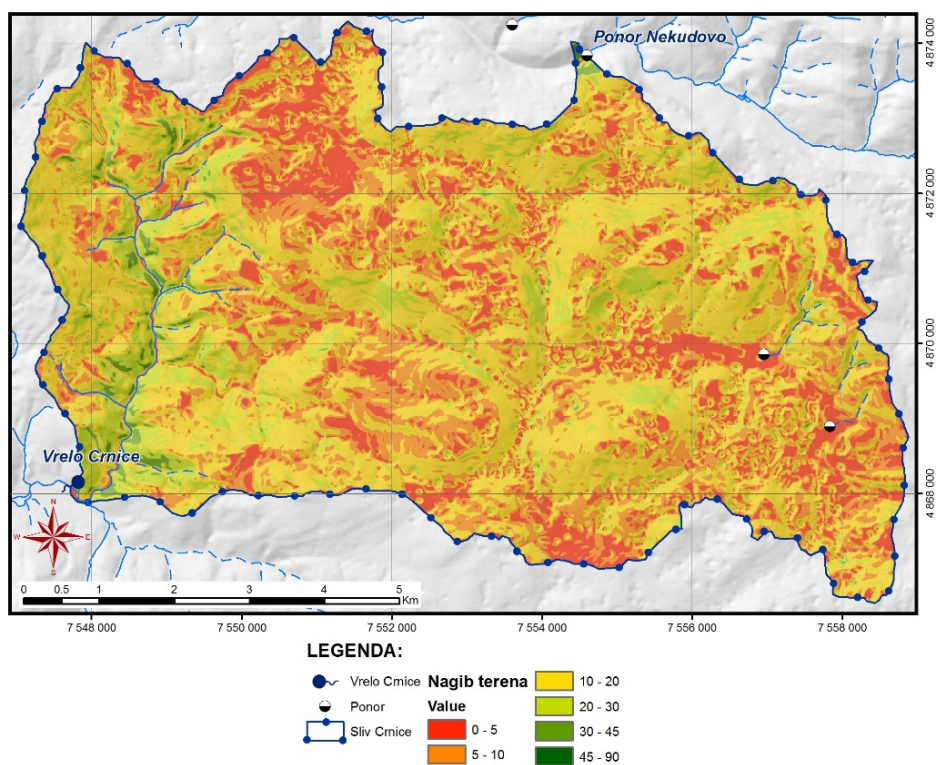 Ponor Nekudovo
4 874 000
4 872 000
4 870 000
4 868 000
Vrelo Crnice
N
W E
S
0 0.5 1 2 3 4 5
Km
7 548 000 7 550 000 7 552 000 7 554 000 7 556 000 7 558 000
LEGENDA:
Vrelo Crnice
Ponor
Sliv Crnice
Nagib terena
Value
0 - 5
5 - 10
10 - 20
20 - 30
30 - 45
45 - 90